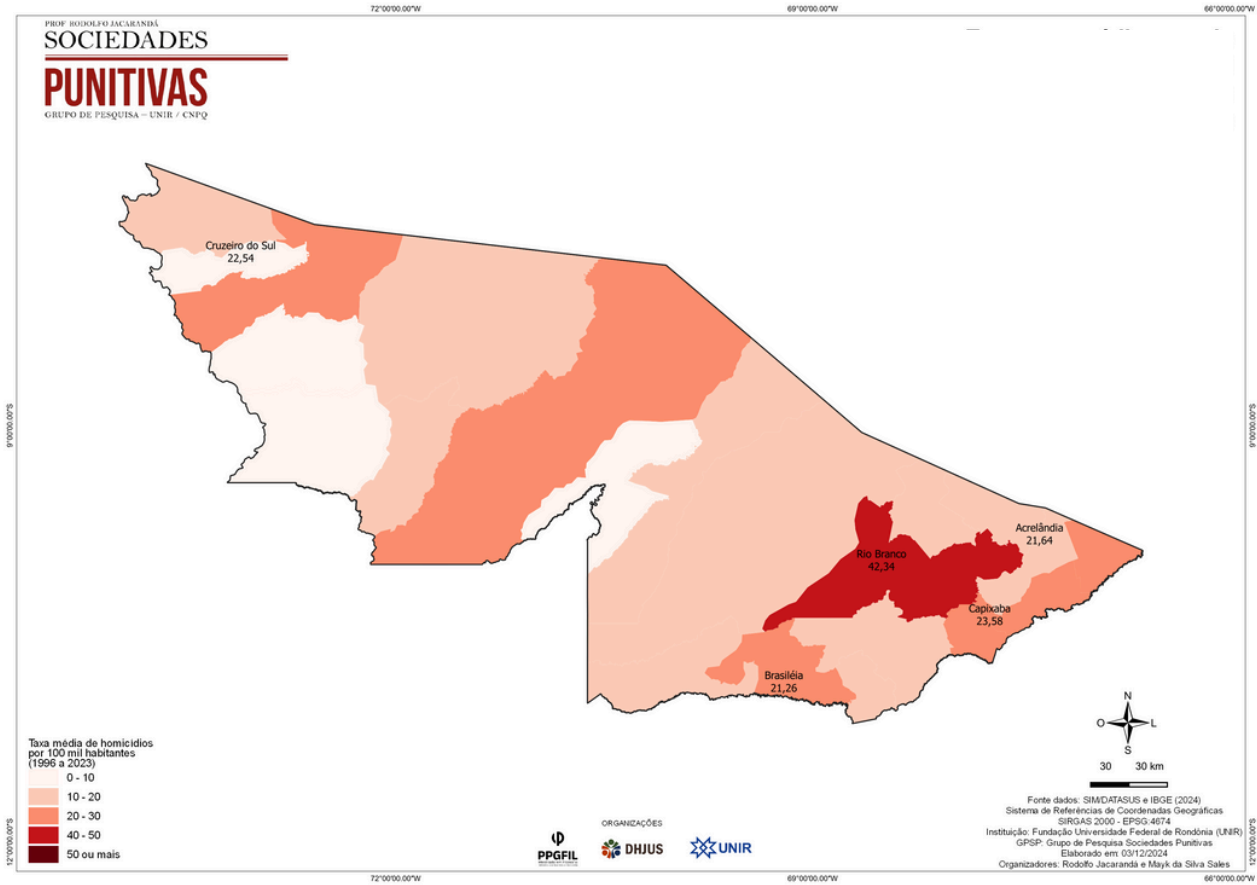 72°00'00.00"W
69°00'00.00"W
66°00'00.00"W
PROF RODOLFO JACARANDÁ
SOCIEDADES
PUNITIVAS
GRUPO DE PESQUISA – UNIR / CNPQ
Cruzeiro do Sul
22,54
9°00'00.00"S
9°00'00.00"S
Acrelândia
21,64
Rio Branco
42,34
Capixaba
23,58
Brasiléia
21,26
N
O
L
S
30 30 km
Taxa média de homicídios
por 100 mil habitantes
(1996 a 2023)
0 - 10
10 - 20
20 - 30
40 - 50
50 ou mais
ORGANIZAÇÕES
PPGFIL
DHJUS
UNIR
Fonte dados: SIM/DATASUS e IBGE (2024)
Sistema de Referências de Coordenadas Geográficas
SIRGAS 2000 - EPSG:4674
Instituição: Fundação Universidade Federal de Rondônia (UNIR)
GPSP: Grupo de Pesquisa Sociedades Punitivas
Elaborado em: 03/12/2024
Organizadores: Rodolfo Jacarandá e Mayk da Silva Sales
12°00'00.00"S
12°00'00.00"S
72°00'00.00"W
69°00'00.00"W
66°00'00.00"W